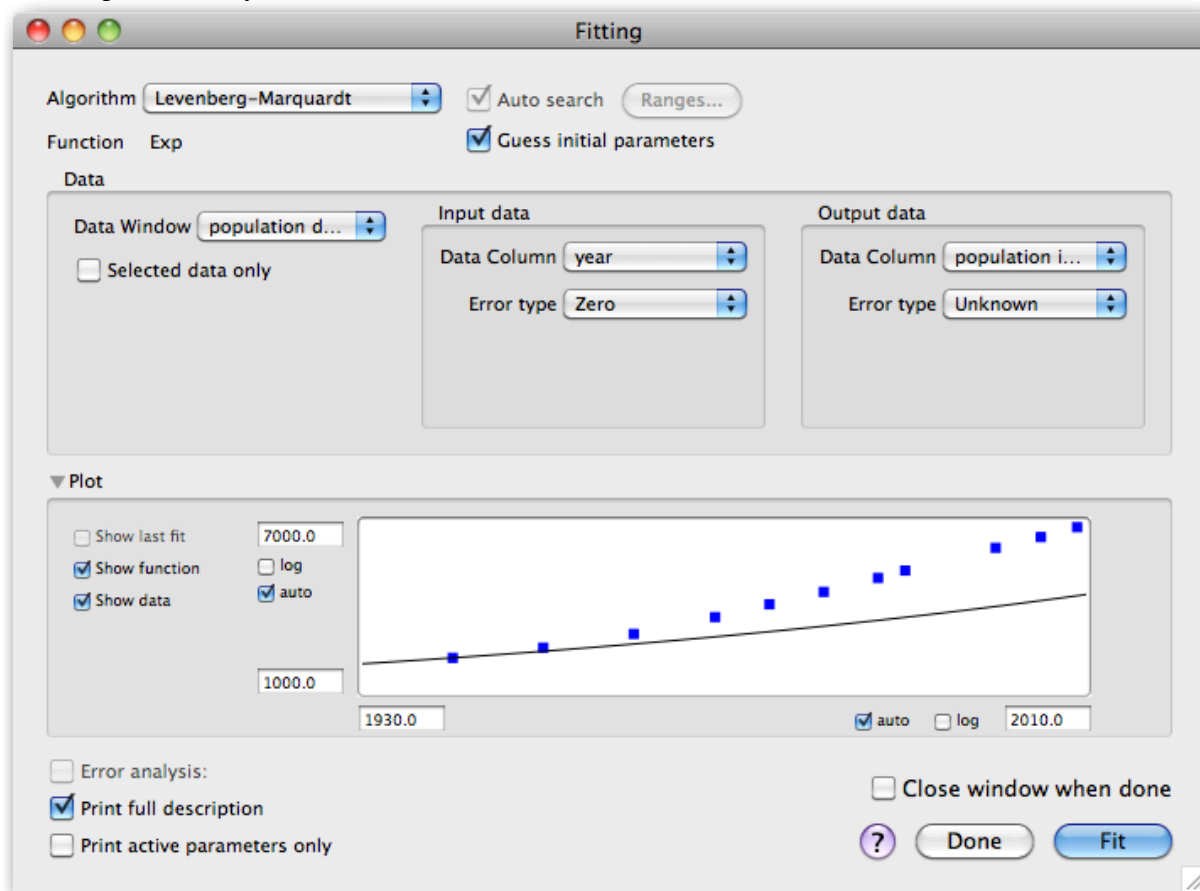 Fitting
Algorithm Levenberg-Marquardt Auto search Ranges...
Function Exp Guess initial parameters
Data
Data Window population d...
Selected data only
Input data
Data Column year
Error type Zero
Output data
Data Column population i...
Error type Unknown
Plot
Show last fit 7000.0
Show function log
Show data auto
1000.0
1930.0 auto log 2010.0
Error analysis:
Print full description
Print active parameters only
Close window when done
? Done Fit